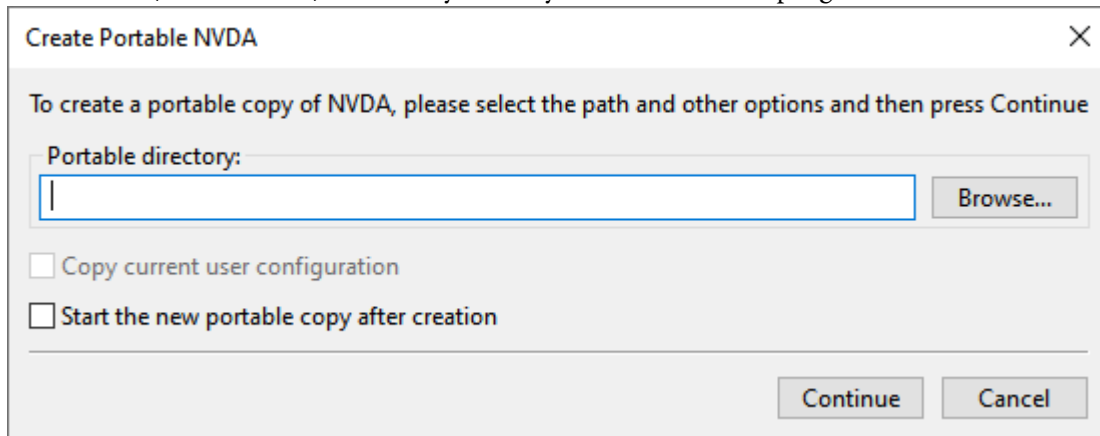 Create Portable NVDA
To create a portable copy of NVDA, please select the path and other options and then press Continue
Portable directory:
Browse...
Copy current user configuration
Start the new portable copy after creation
Continue Cancel